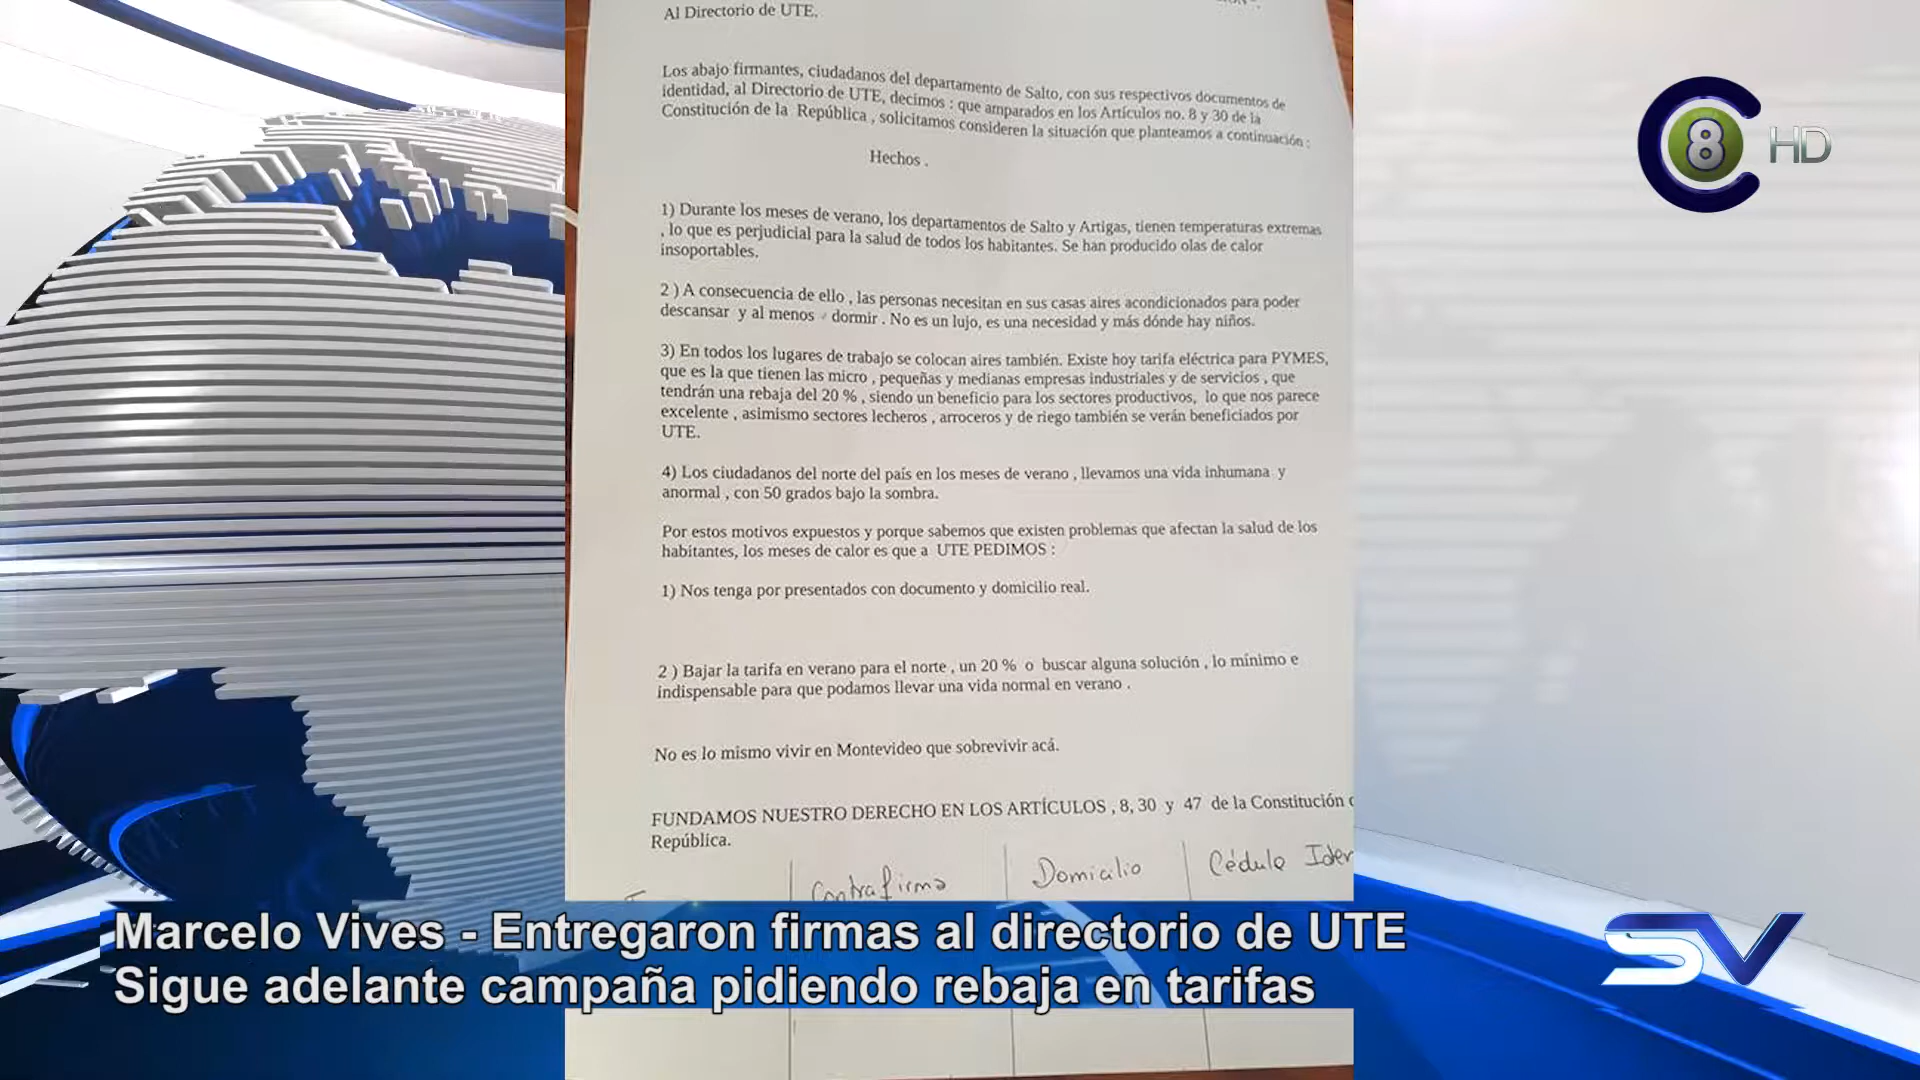 Al Directorio de UTE.
Los abajo firmantes, ciudadanos del departamento de Salto, con sus respectivos documentos de
identidad, al Directorio de UTE, decimos : que amparados en los Artículos no. 8 y 30 de la
Constitución de la República , solicitamos consideren la situación que planteamos a continuación :
Hechos .
1) Durante los meses de verano, los departamentos de Salto y Artigas, tienen temperaturas extremas
, lo que es perjudicial para la salud de todos los habitantes. Se han producido olas de calor
insoportables.
2 ) A consecuencia de ello , las personas necesitan en sus casas aires acondicionados para poder
descansar y al menos dormir . No es un lujo, es una necesidad y más dónde hay niños.
3) En todos los lugares de trabajo se colocan aires también. Existe hoy tarifa eléctrica para PYMES,
que es la que tienen las micro , pequeñas y medianas empresas industriales y de servicios , que
tendrán una rebaja del 20 % , siendo un beneficio para los sectores productivos, lo que nos parece
excelente , asimismo sectores lecheros , arroceros y de riego también se verán beneficiados por
UTE.
4) Los ciudadanos del norte del país en los meses de verano , llevamos una vida inhumana y
anormal , con 50 grados bajo la sombra.
Por estos motivos expuestos y porque sabemos que existen problemas que afectan la salud de los
habitantes, los meses de calor es que a UTE PEDIMOS :
1) Nos tenga por presentados con documento y domicilio real.
2 ) Bajar la tarifa en verano para el norte , un 20 % o buscar alguna solución , lo mínimo e
indispensable para que podamos llevar una vida normal en verano .
No es lo mismo vivir en Montevideo que sobrevivir acá.
FUNDAMOS NUESTRO DERECHO EN LOS ARTÍCULOS , 8, 30 y 47 de la Constitución
República.
Contrafirma Domicilio Cédula Iden
Marcelo Vives - Entregaron firmas al directorio de UTE
Sigue adelante campaña pidiendo rebaja en tarifas
C8 HD
SV